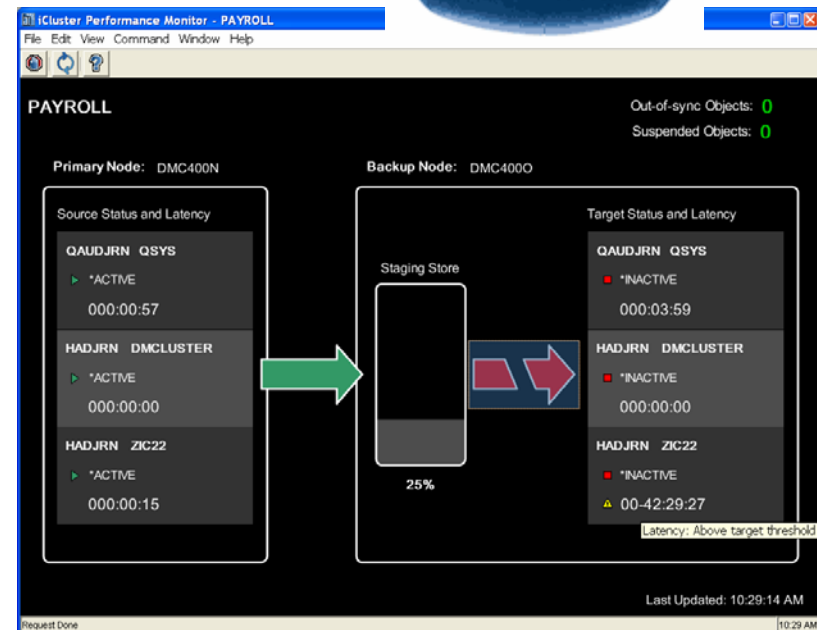 iCluster Performance Monitor - PAYROLL
File Edit View Command Window Help
PAYROLL
Out-of-sync Objects: 0
Suspended Objects: 0
Primary Node: DMC400N
Backup Node: DMC400O
Source Status and Latency
QAUDJRN QSYS
*ACTIVE
000:00:57
HADJRN DMCLUSTER
*ACTIVE
000:00:00
HADJRN ZIC22
*ACTIVE
000:00:15
Staging Store
25%
Target Status and Latency
QAUDJRN QSYS
*INACTIVE
000:03:59
HADJRN DMCLUSTER
*INACTIVE
000:00:00
HADJRN ZIC22
*INACTIVE
00-42:29:27
Latency: Above target threshold
Last Updated: 10:29:14 AM
Request Done
10:29 AM